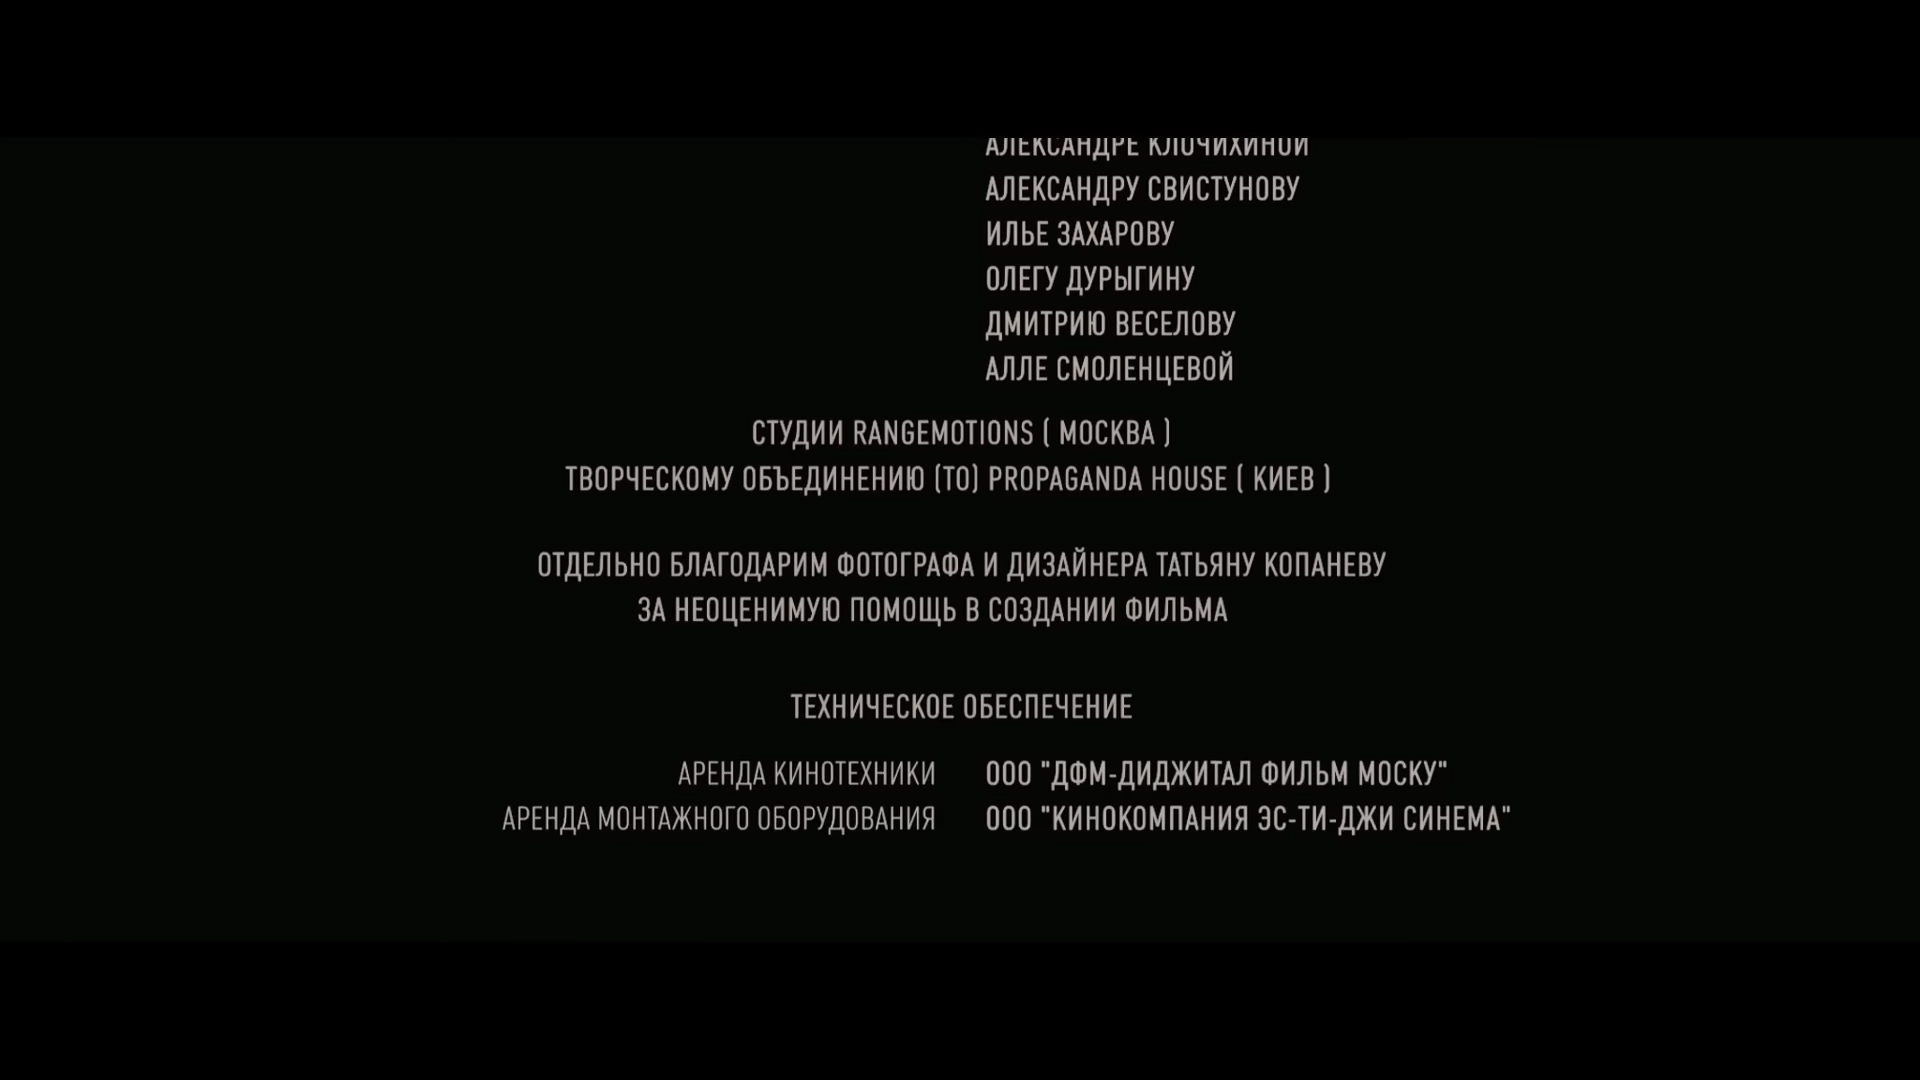 АЛЕКСАНДРЕ КЛОЧИХИНОЙ
АЛЕКСАНДРУ СВИСТУНОВУ
ИЛЬЕ ЗАХАРОВУ
ОЛЕГУ ДУРЫГИНУ
ДМИТРИЮ ВЕСЕЛОВУ
АЛЛЕ СМОЛЕНЦЕВОЙ
СТУДИИ RANGEMOTIONS ( МОСКВА )
ТВОРЧЕСКОМУ ОБЪЕДИНЕНИЮ (ТО) PROPAGANDA HOUSE ( КИЕВ )
ОТДЕЛЬНО БЛАГОДАРИМ ФОТОГРАФА И ДИЗАЙНЕРА ТАТЬЯНУ КОПАНЕВУ
ЗА НЕОЦЕНИМУЮ ПОМОЩЬ В СОЗДАНИИ ФИЛЬМА
ТЕХНИЧЕСКОЕ ОБЕСПЕЧЕНИЕ
АРЕНДА КИНОТЕХНИКИ ООО "ДФМ-ДИДЖИТАЛ ФИЛЬМ МОСКУ"
АРЕНДА МОНТАЖНОГО ОБОРУДОВАНИЯ ООО "КИНОКОМПАНИЯ ЭС-ТИ-ДЖИ СИНЕМА"